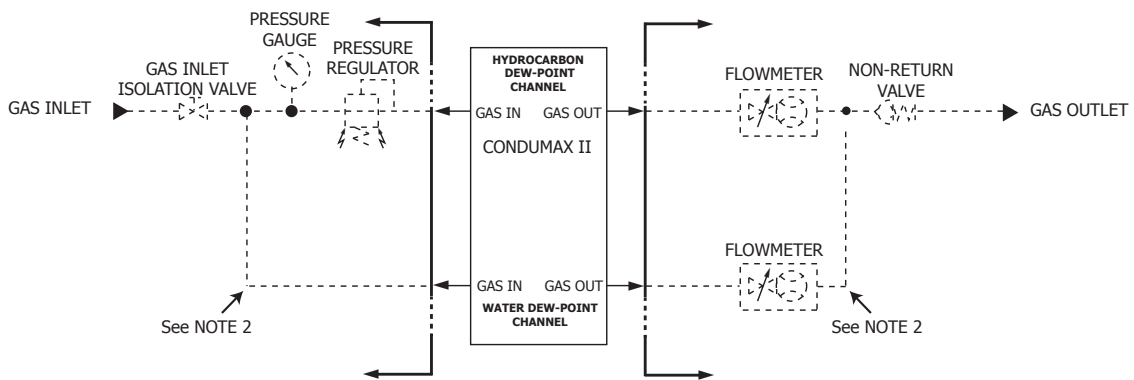 PRESSURE
GAUGE
PRESSURE
REGULATOR
GAS INLET
ISOLATION VALVE
GAS INLET
HYDROCARBON
DEW-POINT
CHANNEL
GAS IN
GAS OUT
CONDUMAX II
FLOWMETER
NON-RETURN
VALVE
GAS OUTLET
FLOWMETER
GAS IN
GAS OUT
WATER DEW-POINT
CHANNEL
See NOTE 2
See NOTE 2